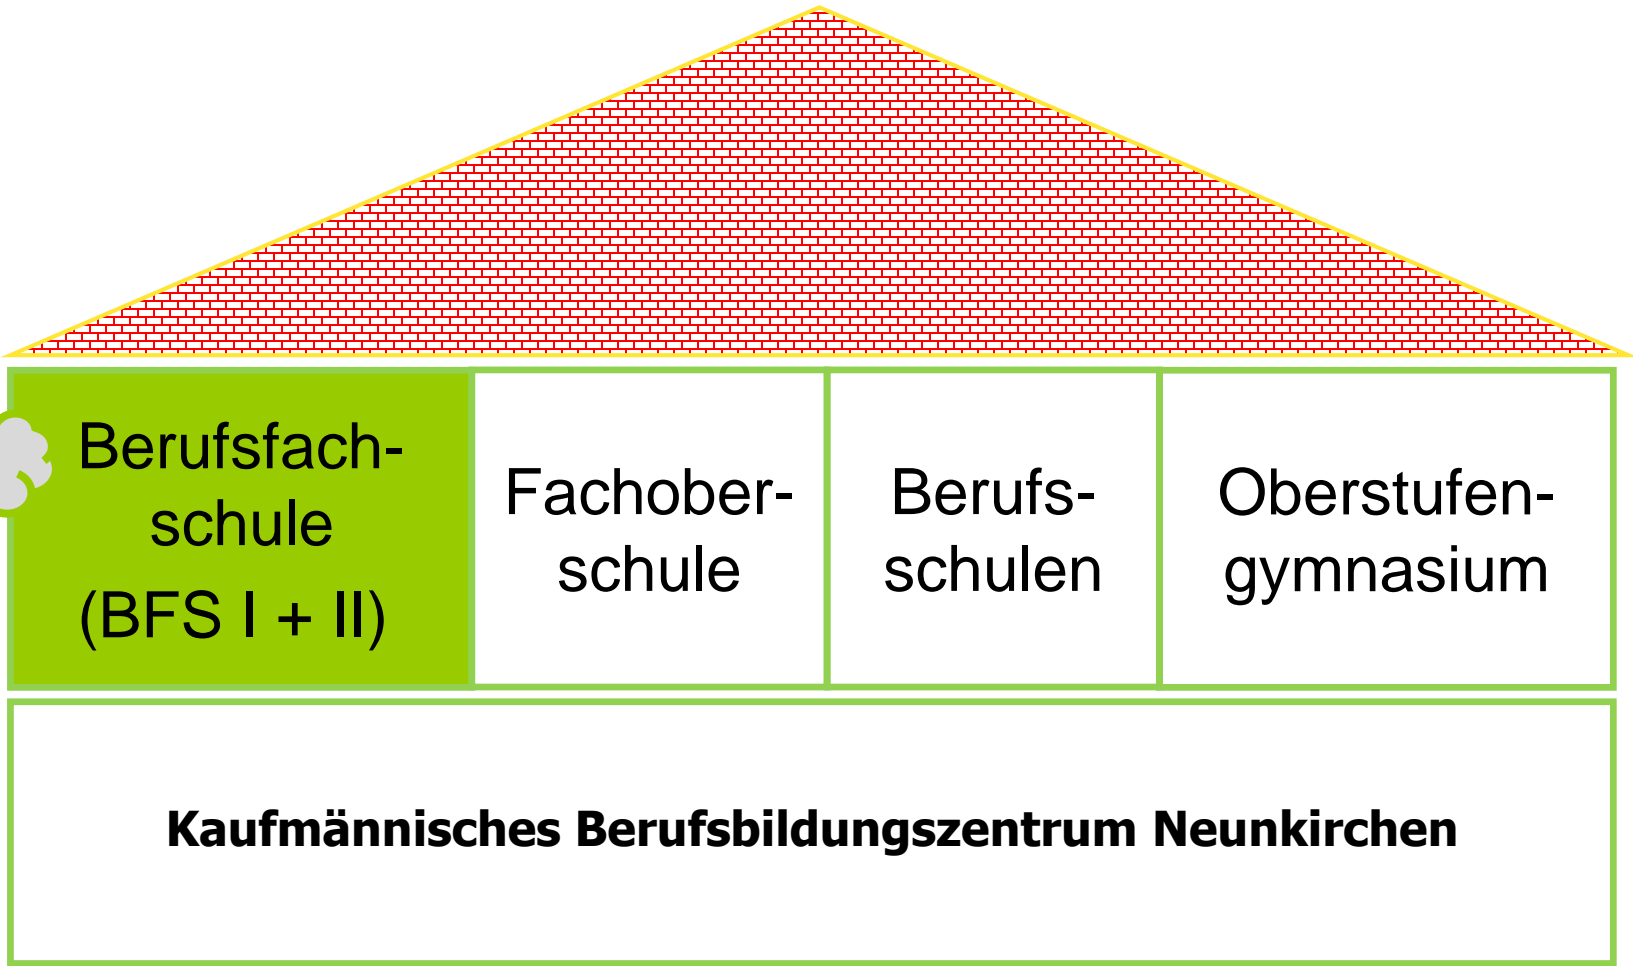 Berufsfach-
schule
(BFS I + II)
Fachober-
schule
Berufs-
schulen
Oberstufen-
gymnasium
Kaufmännisches Berufsbildungszentrum Neunkirchen